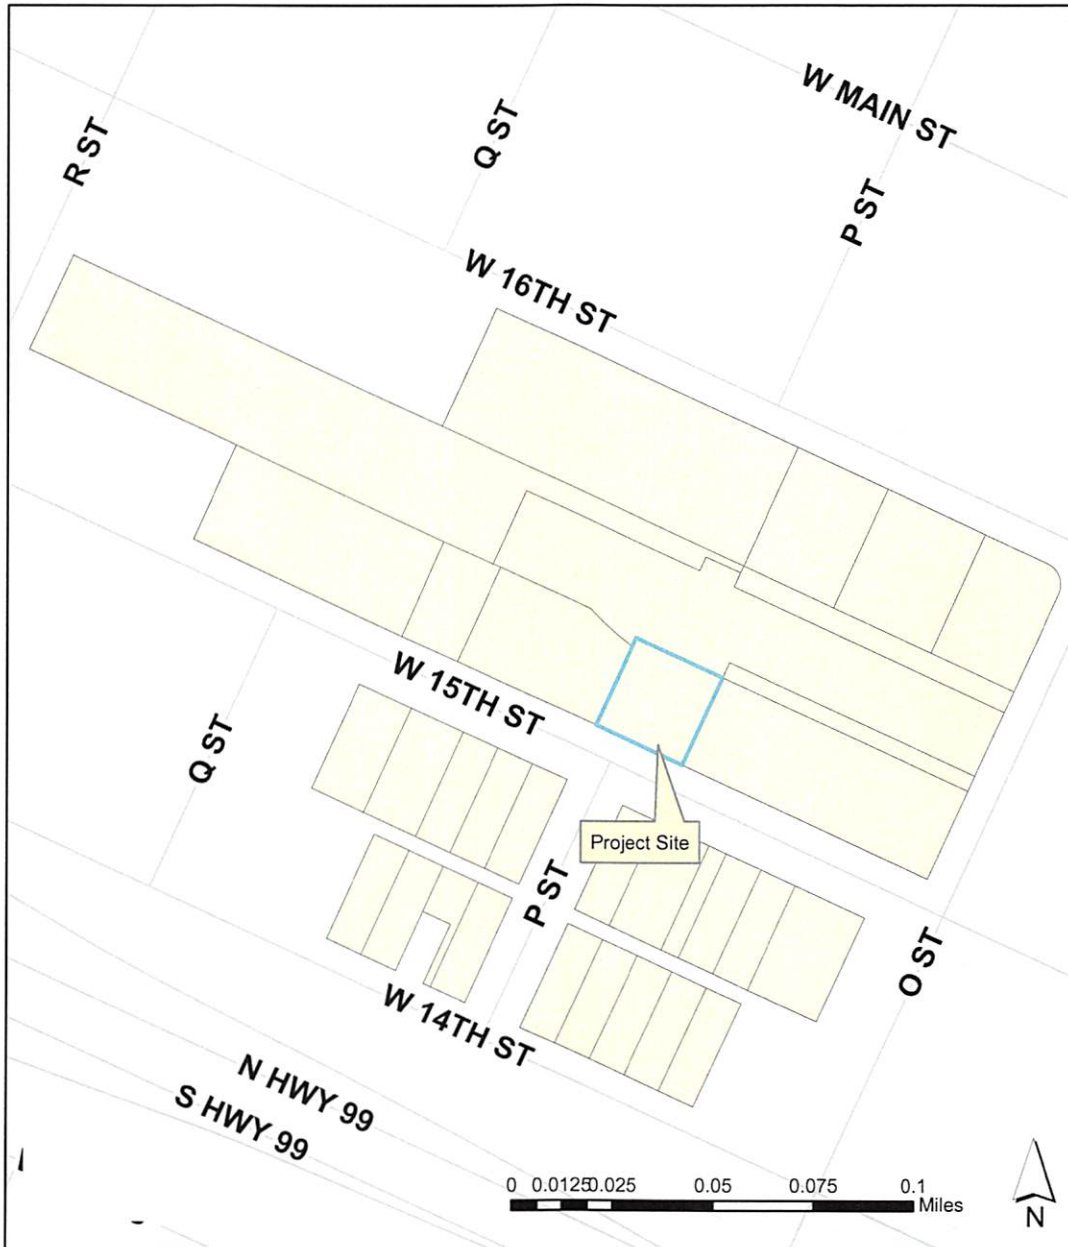 W MAIN ST
R ST
Q ST
P ST
W 16TH ST
W 15TH ST
Q ST
Project Site
P ST
O ST
W 14TH ST
N HWY 99
S HWY 99
0 0.0125 0.025 0.05 0.075 0.1
Miles
N